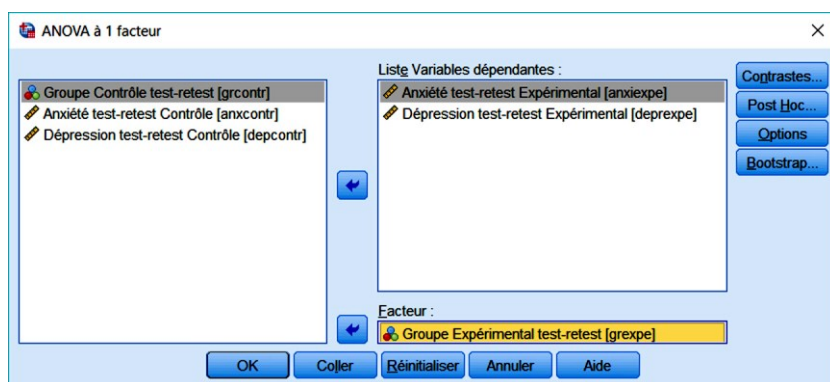 ANOVA à 1 facteur
Groupe Contrôle test-retest [grcontr]
Anxiété test-retest Contrôle [anxcontr]
Dépression test-retest Contrôle [depcontr]
Liste Variables dépendantes :
Anxiété test-retest Expérimental [anxiexpe]
Dépression test-retest Expérimental [deprexpe]
Facteur :
Groupe Expérimental test-retest [grexpe]
Contrastes...
Post Hoc...
Options
Bootstrap...
OK
Coller
Réinitialiser
Annuler
Aide